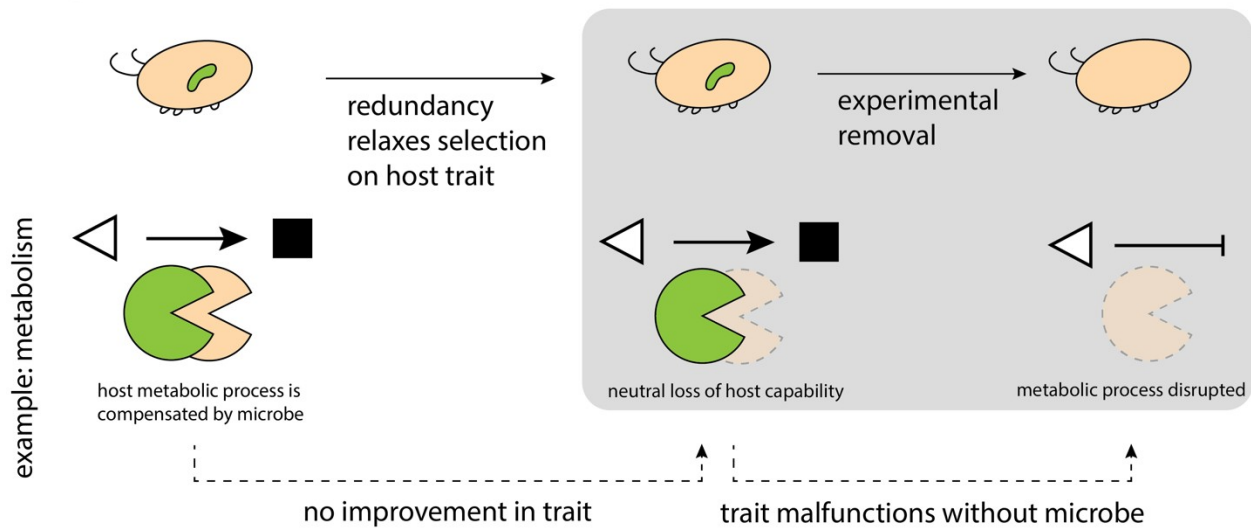 redundancy
relaxes selection
on host trait
experimental
removal
example: metabolism
host metabolic process is
compensated by microbe
neutral loss of host capability
metabolic process disrupted
no improvement in trait
trait malfunctions without microbe